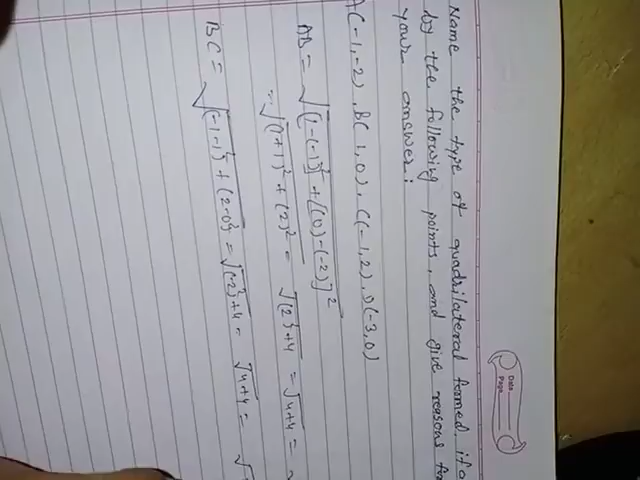 Date
Page
Name the type of quadrilateral formed, if
by the following points, and give reasons for
your answer:
A(-1,-2), B(1,0), C(-1,2), D(-3,0)
AB = √[1-(-1)]² + [(0)-(-2)]²
= √(1+1)² + (2)² = √(2)²+4 = √4+4 =
BC = √(-1-1)² + (2-0)² = √(-2)²+4 = √4+4 = √